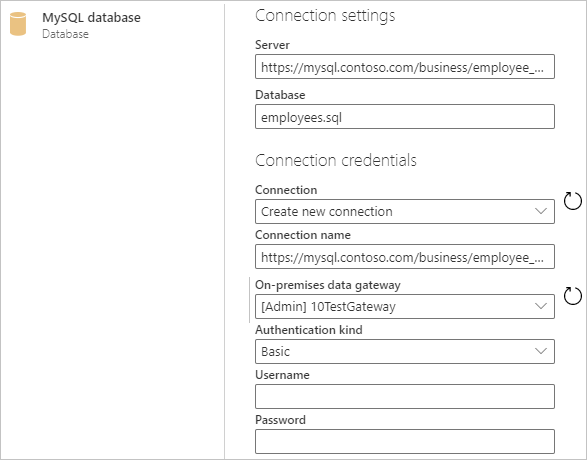 MySQL database
Database
Connection settings
Server
https://mysql.contoso.com/business/employee_...
Database
employees.sql
Connection credentials
Connection
Create new connection
Connection name
https://mysql.contoso.com/business/employee_...
On-premises data gateway
[Admin] 10TestGateway
Authentication kind
Basic
Username
Password